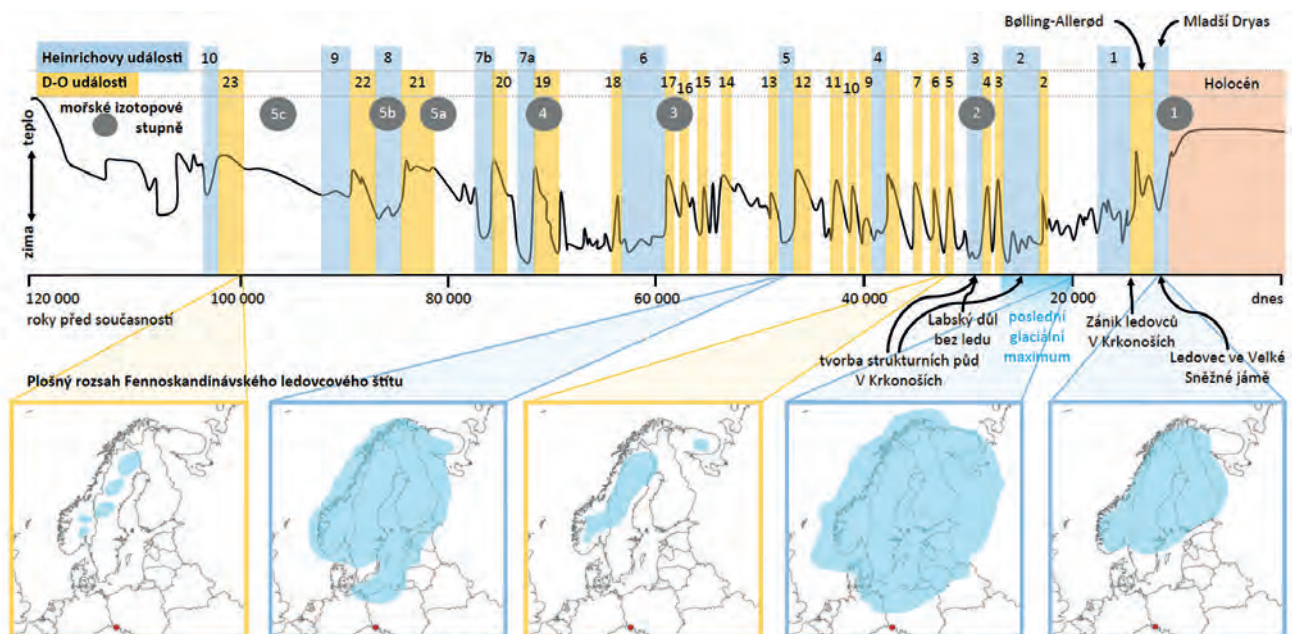 Bølling-Allerød
Mladší Dryas
Heinrichovy události
10 9 8 7b 7a 6 5 4 3 2 1
D-O události
23 22 21 20 19 18 17 16 15 14 13 12 11 10 9 7 6 5 4 3 2
Holocén
mořské izotopové
stupně
5c 5b 5a 4 3 2 1
teplo
zima
120 000 100 000 80 000 60 000 40 000 20 000 dnes
roky před současností
Labský důl
bez ledu
poslední
glaciální
maximum
Zánik ledovců
V Krkonoších
tvorba strukturních půd
V Krkonoších
Ledovec ve Velké
Sněžné jámě
Plošný rozsah Fennoskandinávského ledovcového štítu